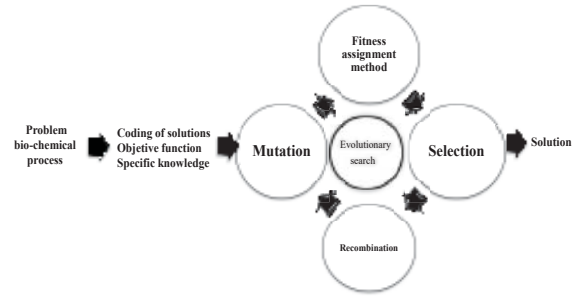 Problem
bio-chemical
process
Coding of solutions
Objetive function
Specific knowledge
Mutation
Fitness
assignment
method
Evolutionary
search
Recombination
Selection
Solution